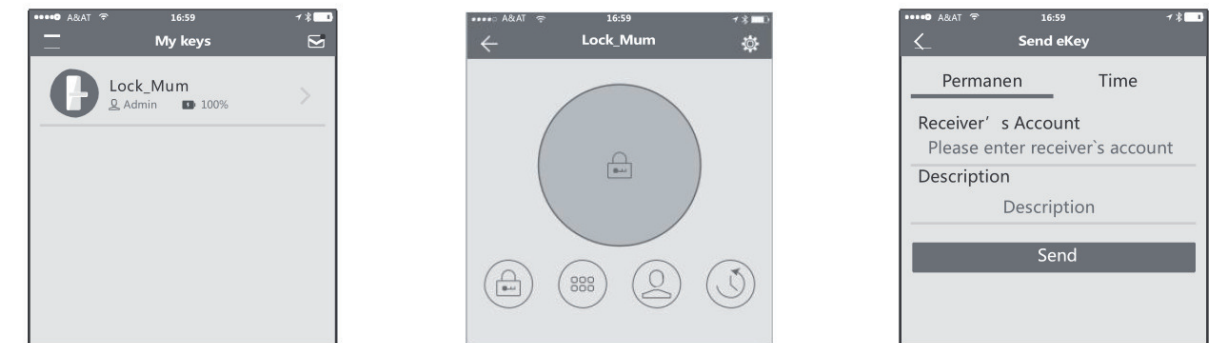 A&AT 16:59
My keys
Lock_Mum
Admin 100%
A&AT 16:59
Lock_Mum
A&AT 16:59
Send eKey
Permanen Time
Receiver' s Account
Please enter receiver`s account
Description
Description
Send